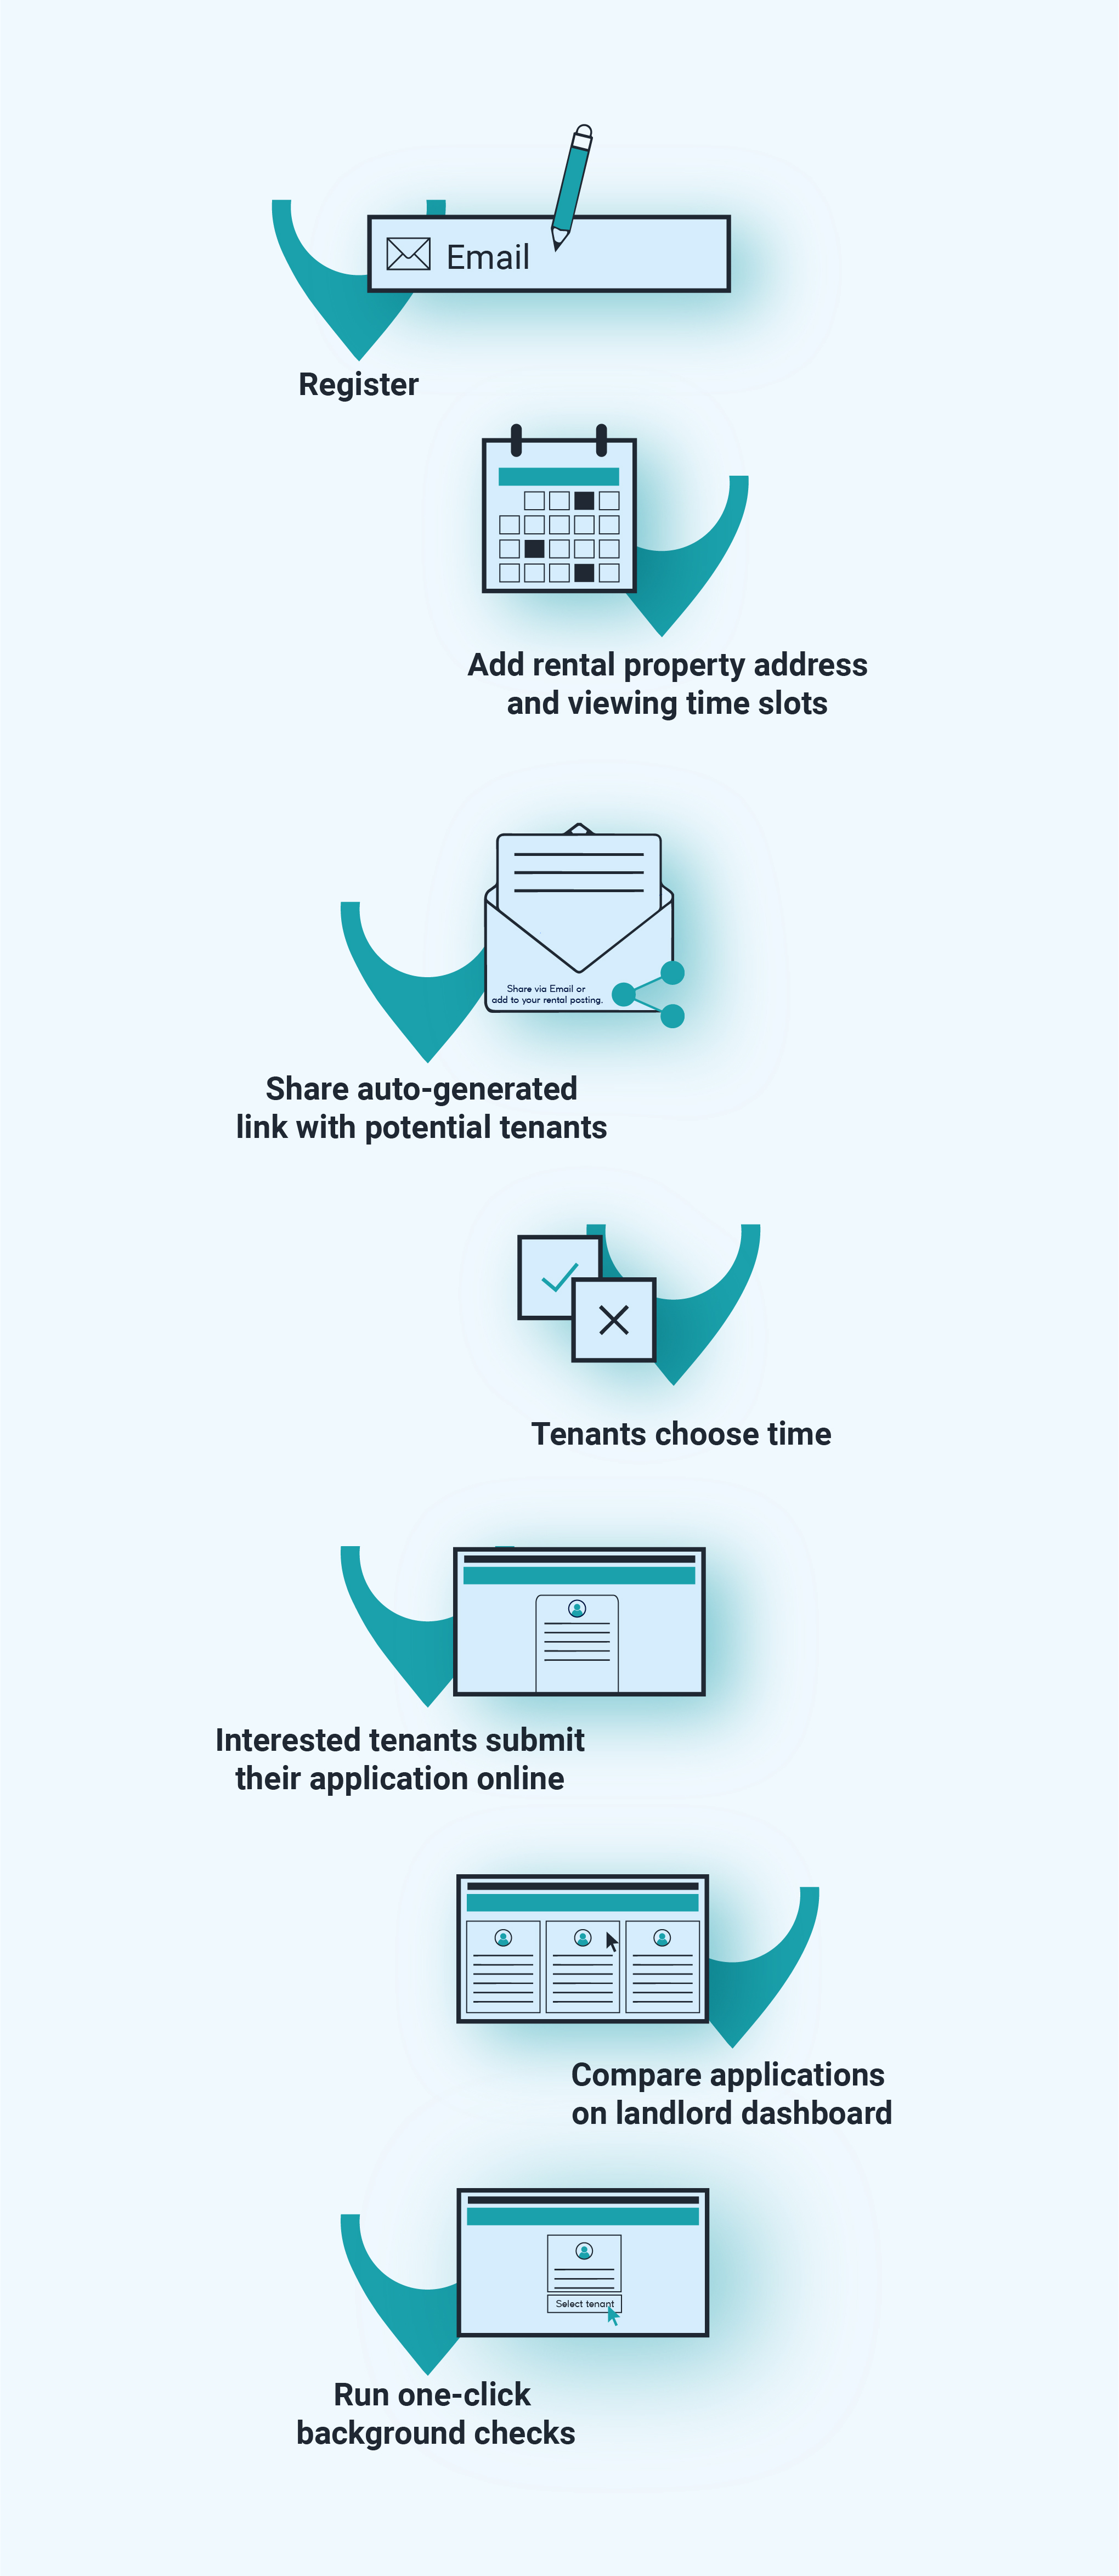 Email
Register
Add rental property address
and viewing time slots
Share via Email or
add to your rental posting.
Share auto-generated
link with potential tenants
Tenants choose time
Interested tenants submit
their application online
Compare applications
on landlord dashboard
Select tenant
Run one-click
background checks